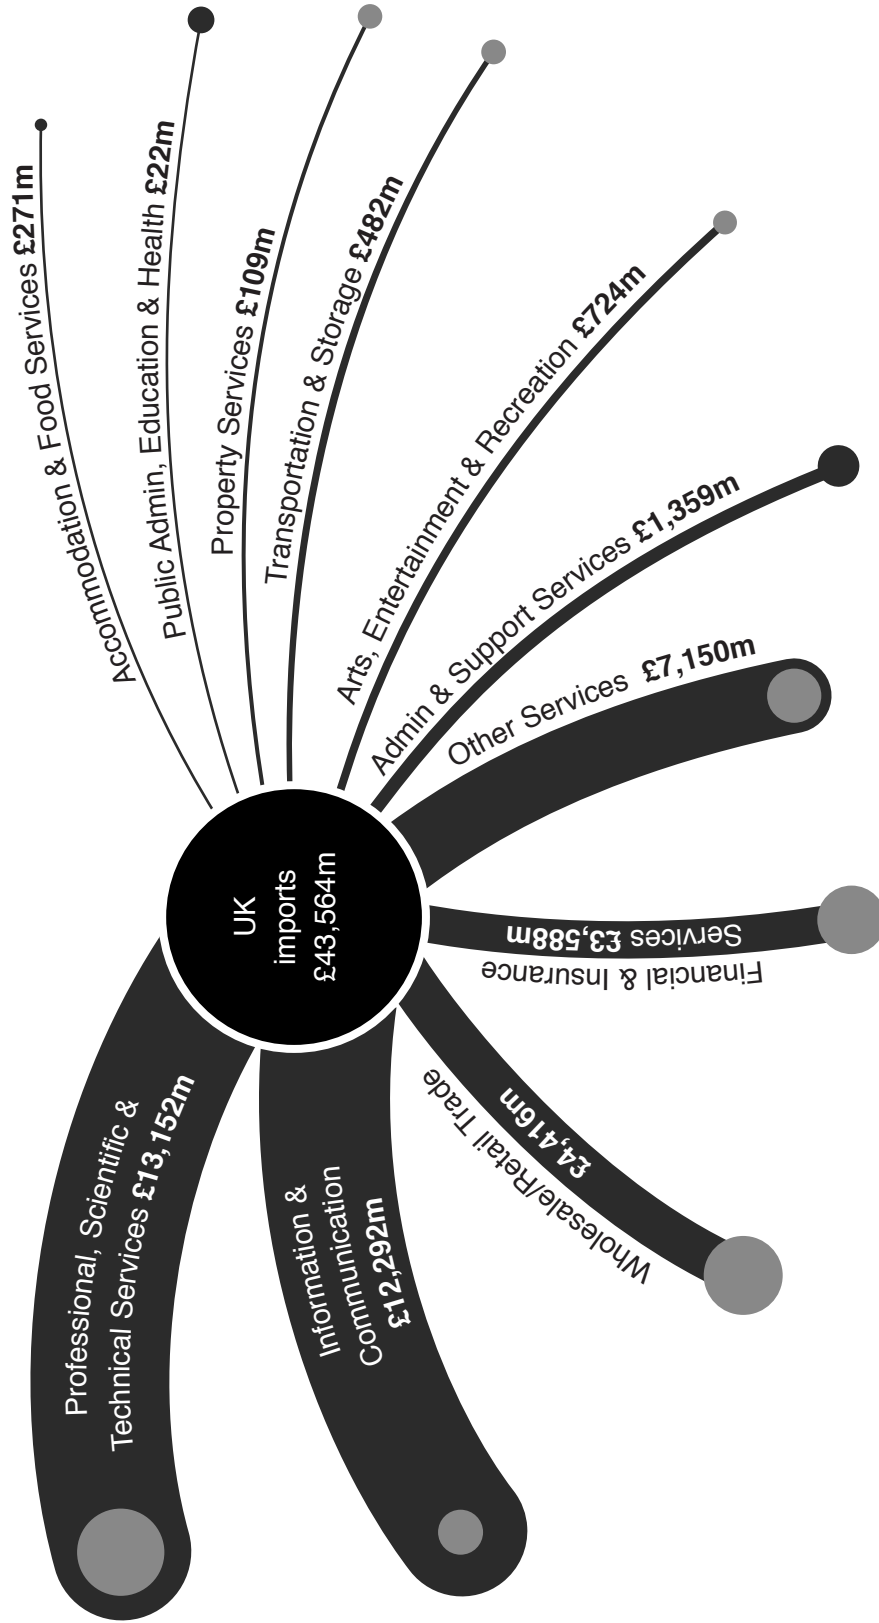 Accommodation & Food Services £271m
Public Admin, Education & Health £22m
Property Services £109m
Transportation & Storage £482m
Arts, Entertainment & Recreation £724m
Admin & Support Services £1,359m
Other Services £7,150m
Financial & Insurance
Services £3,588m
Wholesale/Retail Trade
£4,416m
Information &
Communication
£12,292m
Professional, Scientific &
Technical Services £13,152m
UK
imports
£43,564m